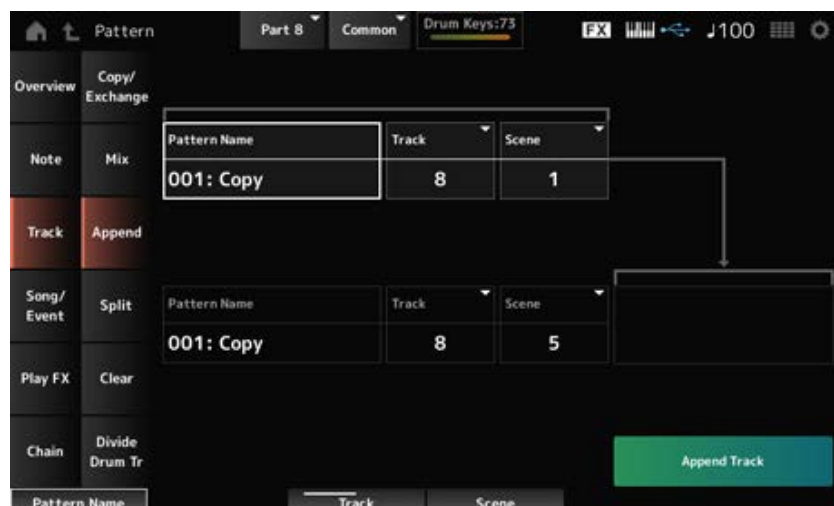 Pattern
Part 8
Common
Drum Keys:73
FX
♩100
Overview
Copy/
Exchange
Note
Mix
Track
Append
Song/
Event
Split
Play FX
Clear
Chain
Divide
Drum Tr
Pattern Name
Track
Scene
001: Copy
8
1
Pattern Name
Track
Scene
001: Copy
8
5
Append Track
Pattern Name
Track
Scene